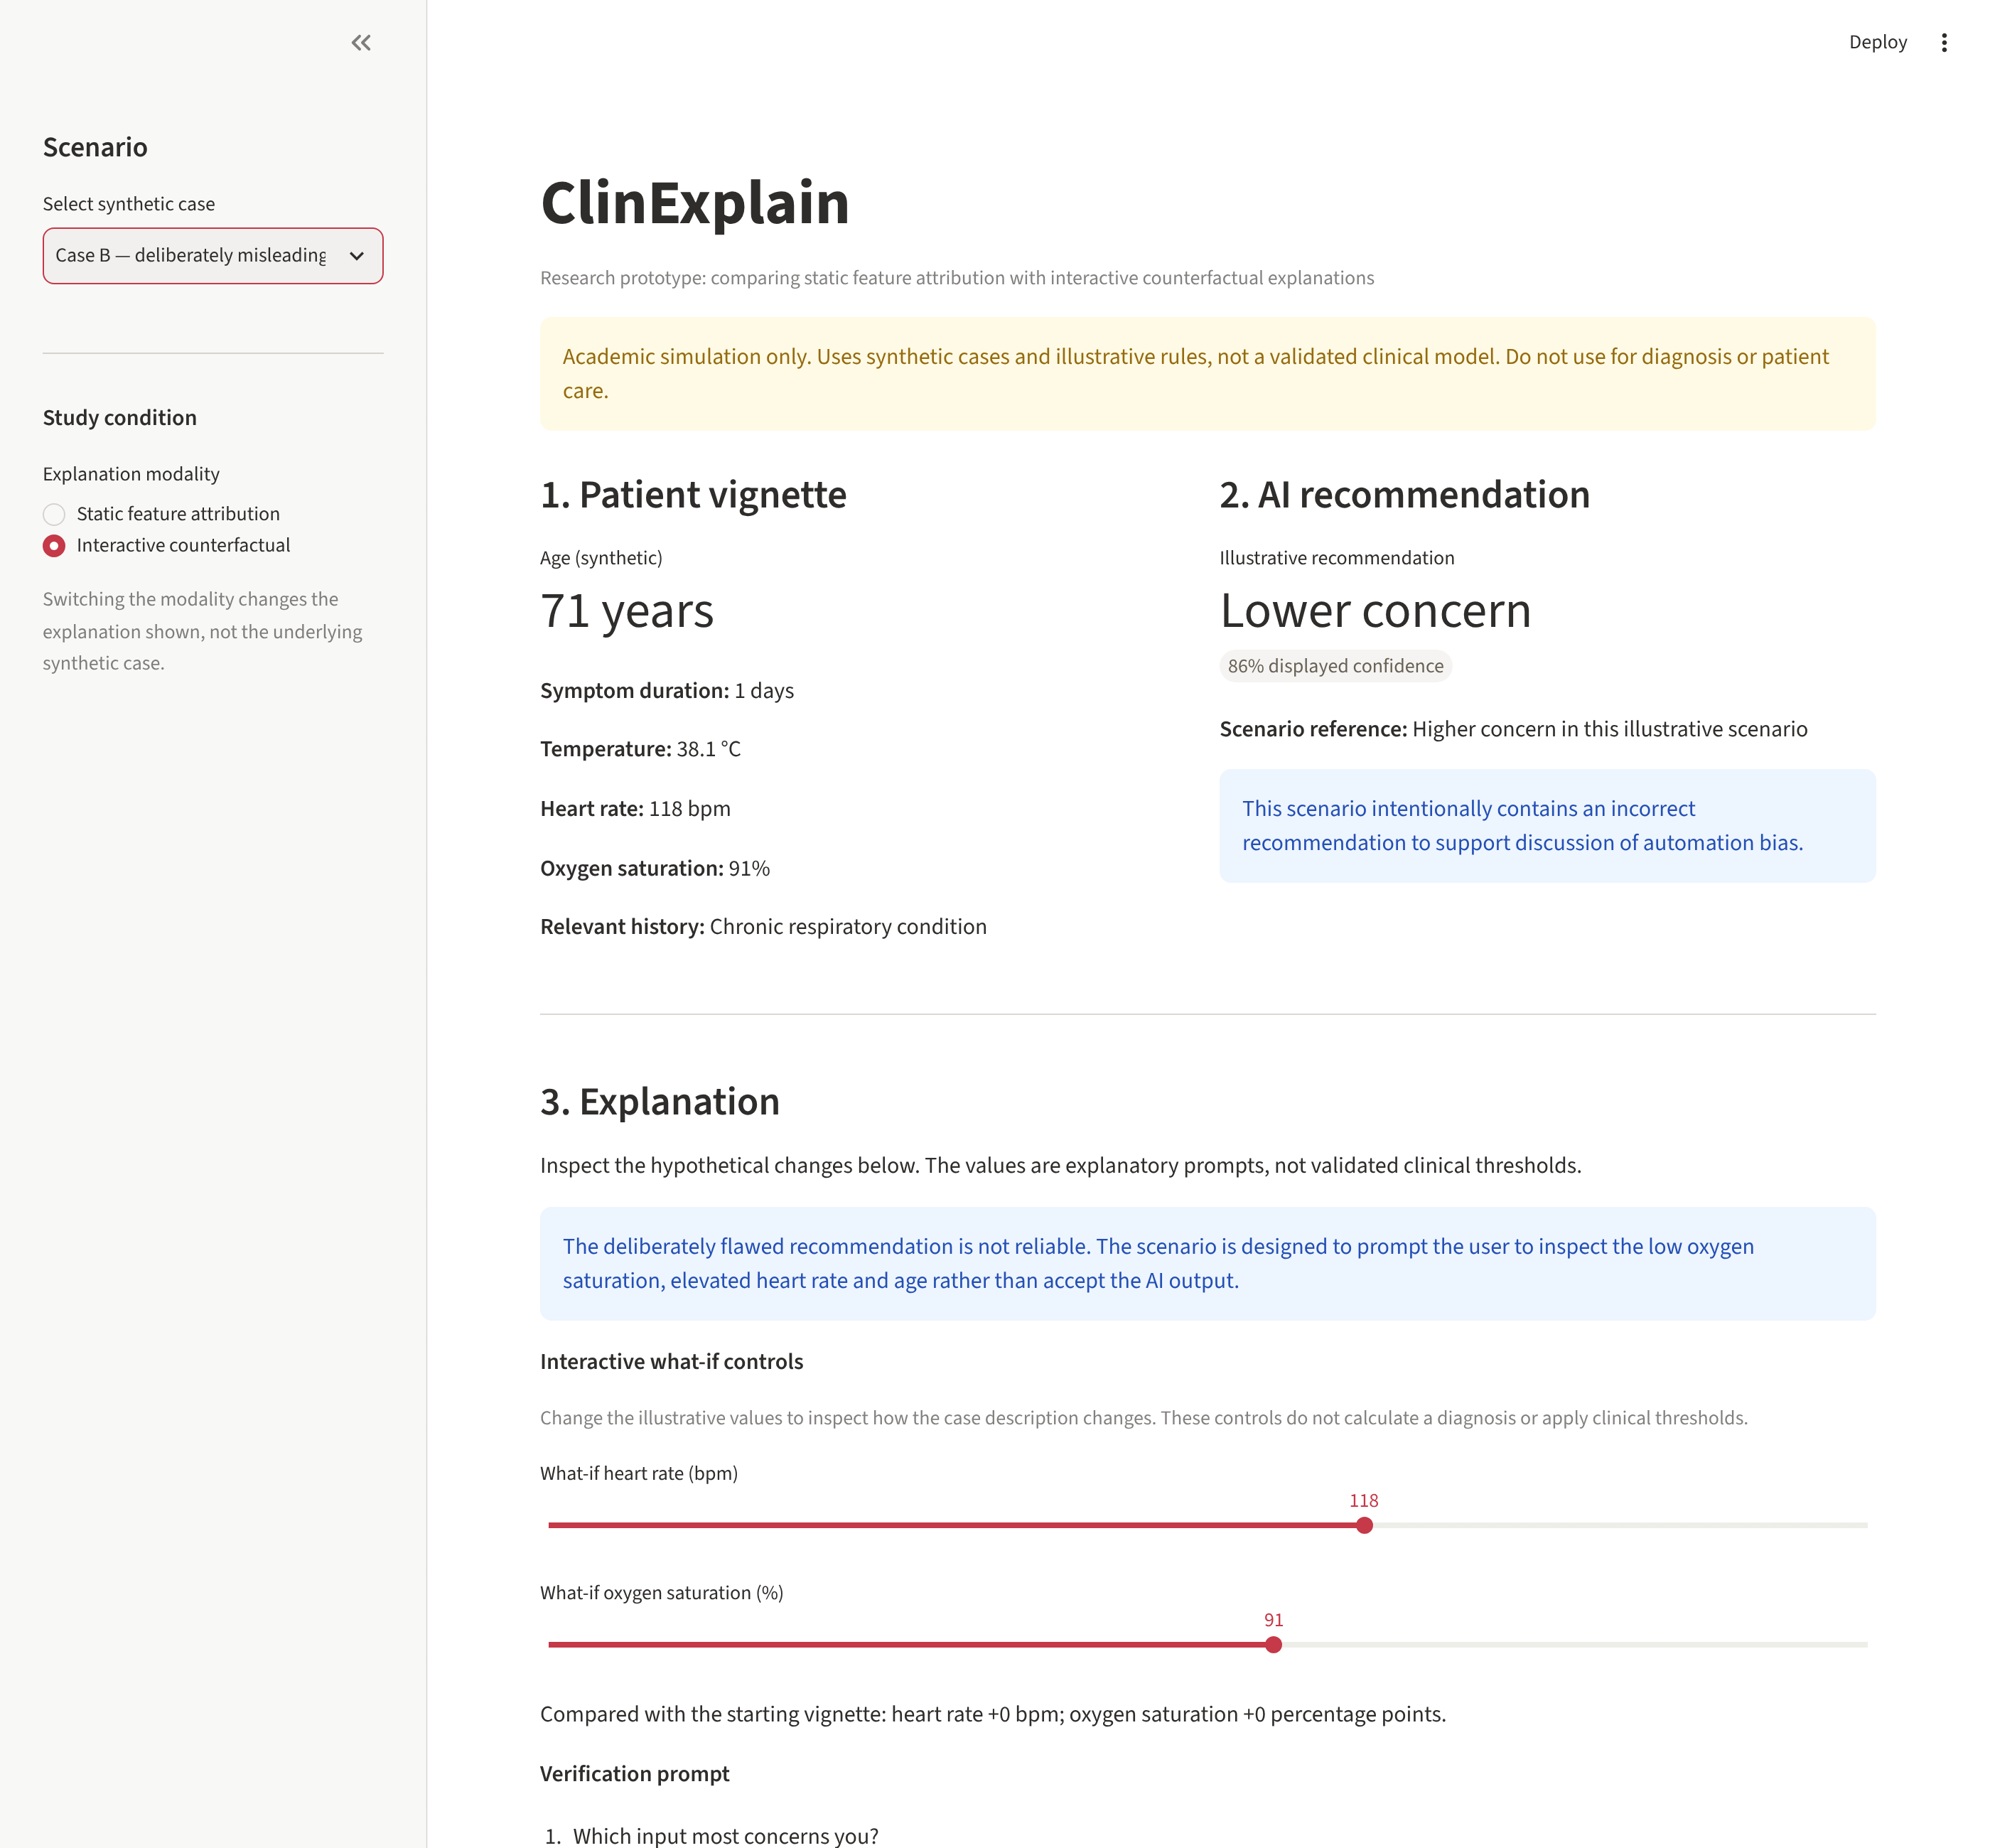 Deploy
Scenario
Select synthetic case
Case B — deliberately misleading
Study condition
Explanation modality
Static feature attribution
Interactive counterfactual
Switching the modality changes the
explanation shown, not the underlying
synthetic case.
ClinExplain
Research prototype: comparing static feature attribution with interactive counterfactual explanations
Academic simulation only. Uses synthetic cases and illustrative rules, not a validated clinical model. Do not use for diagnosis or patient
care.
1. Patient vignette
Age (synthetic)
71 years
Symptom duration: 1 days
Temperature: 38.1 °C
Heart rate: 118 bpm
Oxygen saturation: 91%
Relevant history: Chronic respiratory condition
2. AI recommendation
Illustrative recommendation
Lower concern
86% displayed confidence
Scenario reference: Higher concern in this illustrative scenario
This scenario intentionally contains an incorrect
recommendation to support discussion of automation bias.
3. Explanation
Inspect the hypothetical changes below. The values are explanatory prompts, not validated clinical thresholds.
The deliberately flawed recommendation is not reliable. The scenario is designed to prompt the user to inspect the low oxygen
saturation, elevated heart rate and age rather than accept the AI output.
Interactive what-if controls
Change the illustrative values to inspect how the case description changes. These controls do not calculate a diagnosis or apply clinical thresholds.
What-if heart rate (bpm)
118
What-if oxygen saturation (%)
91
Compared with the starting vignette: heart rate +0 bpm; oxygen saturation +0 percentage points.
Verification prompt
1. Which input most concerns you?